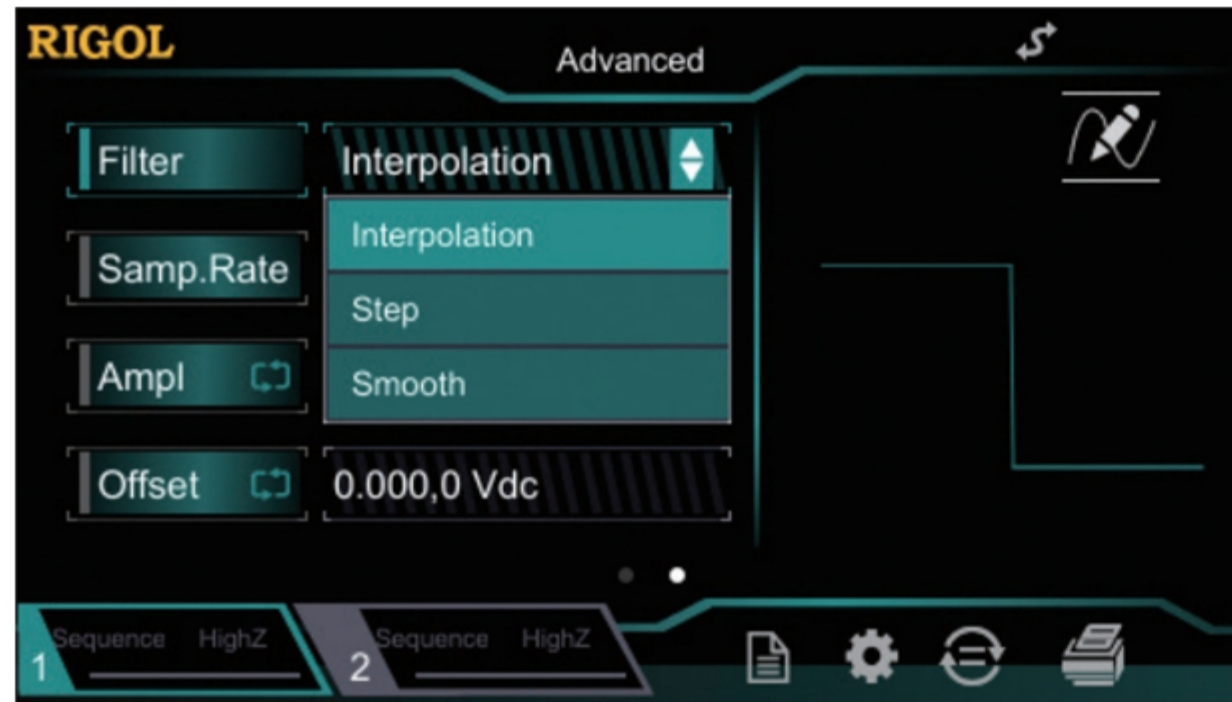 RIGOL
Advanced
Filter
Interpolation
Interpolation
Samp.Rate
Step
Ampl
Smooth
Offset
0.000,0 Vdc
1 Sequence HighZ
2 Sequence HighZ